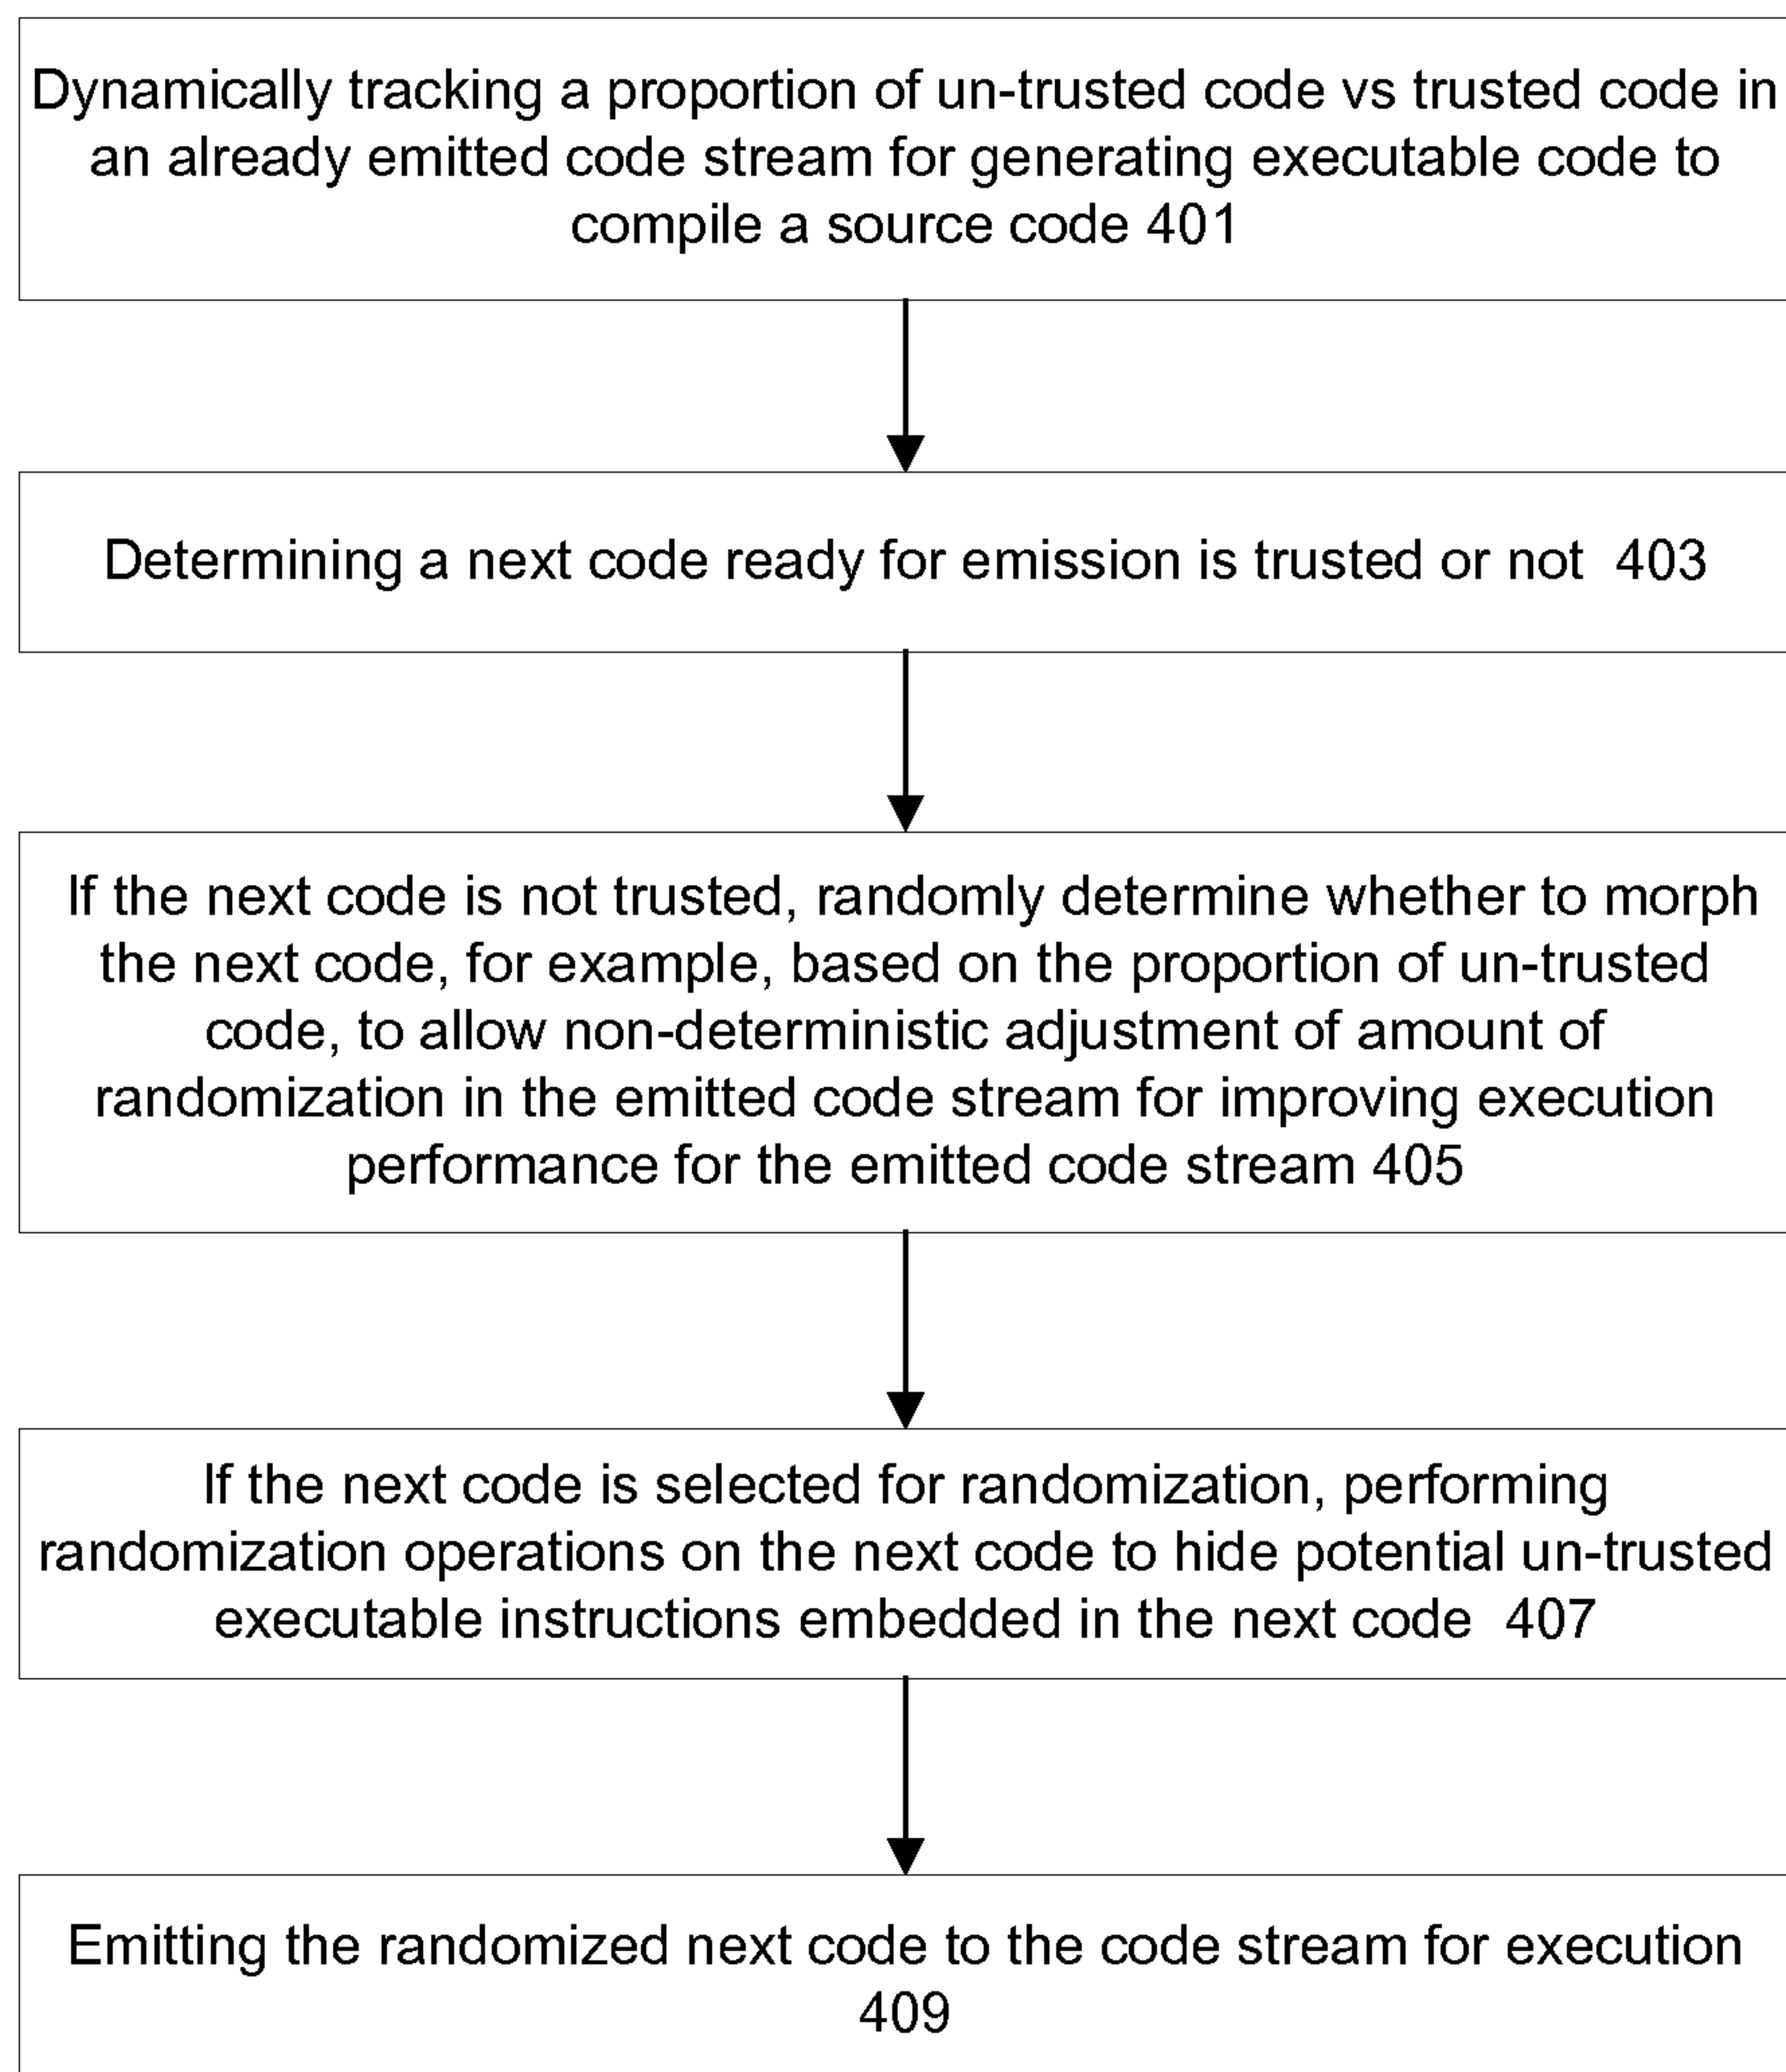 Dynamically tracking a proportion of un-trusted code vs trusted code in
an already emitted code stream for generating executable code to
compile a source code 401
Determining a next code ready for emission is trusted or not 403
If the next code is not trusted, randomly determine whether to morph
the next code, for example, based on the proportion of un-trusted
code, to allow non-deterministic adjustment of amount of
randomization in the emitted code stream for improving execution
performance for the emitted code stream 405
If the next code is selected for randomization, performing
randomization operations on the next code to hide potential un-trusted
executable instructions embedded in the next code 407
Emitting the randomized next code to the code stream for execution
409